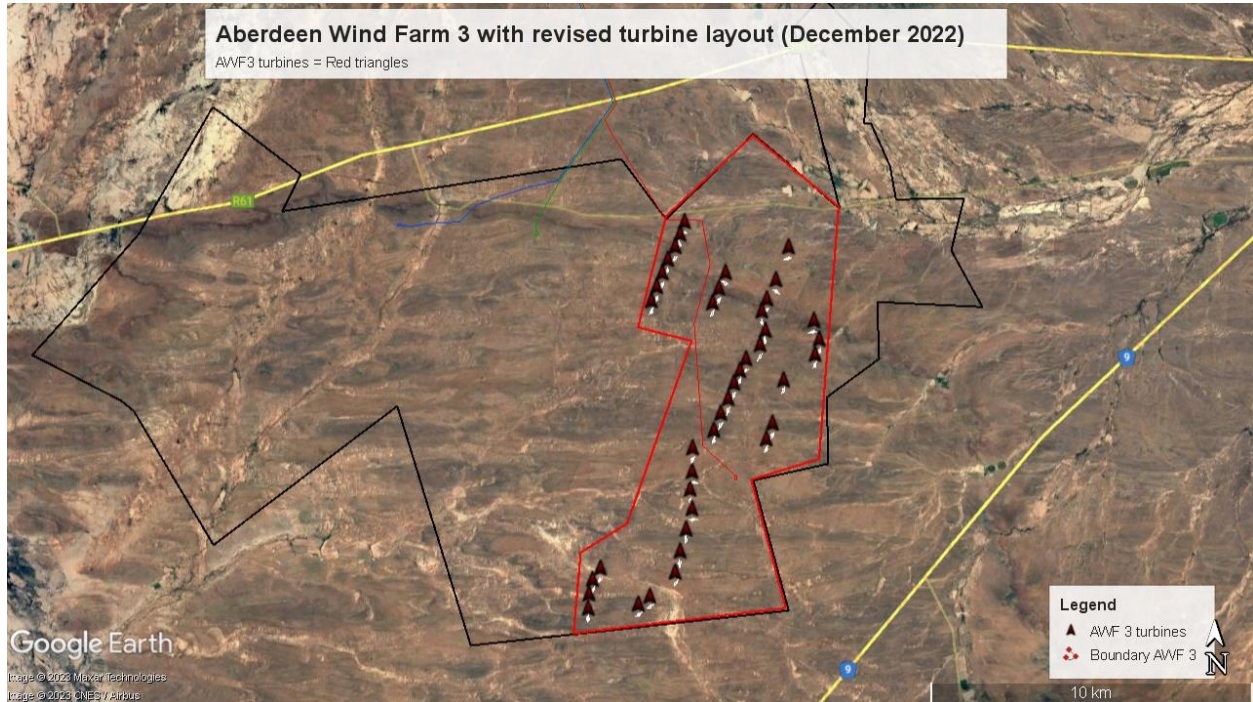 Aberdeen Wind Farm 3 with revised turbine layout (December 2022)
AWF3 turbines = Red triangles
R61
9
9
Legend
AWF 3 turbines
Boundary AWF 3
N
10 km
Google Earth
Image © 2023 Maxar Technologies
Image © 2023 CNES / Airbus